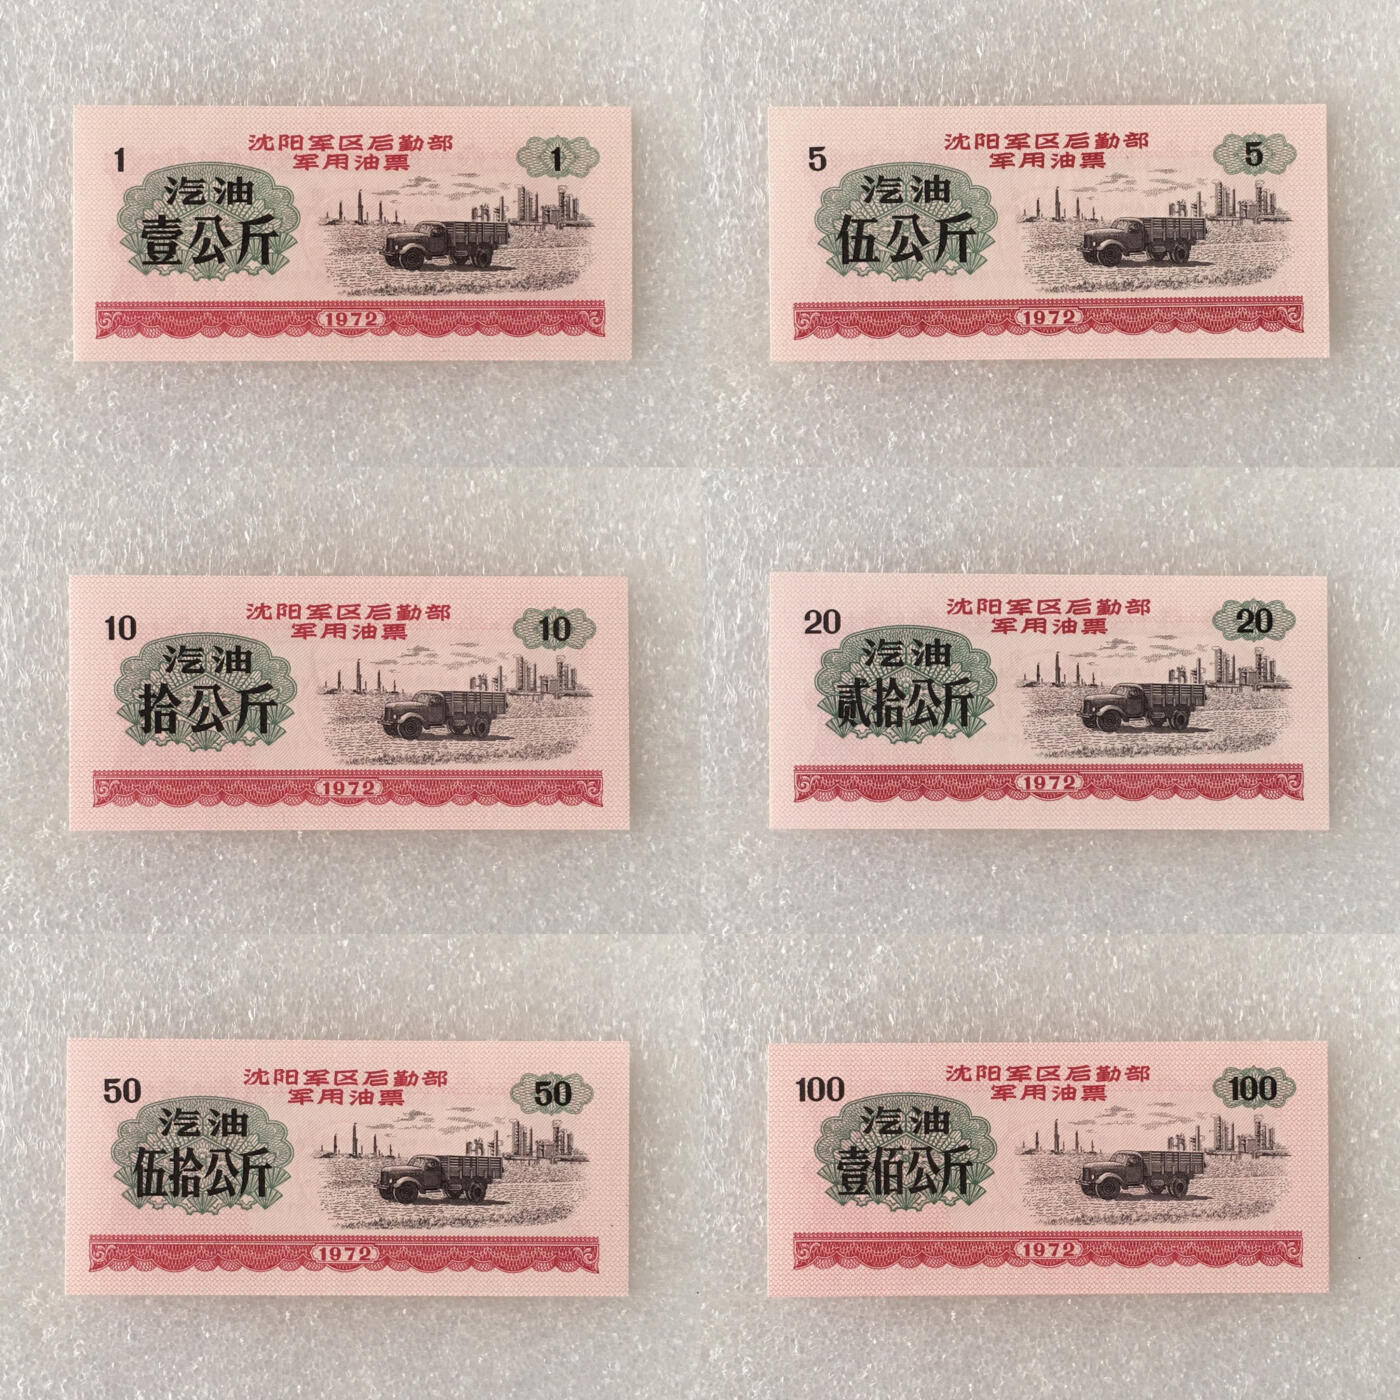 沈阳军区后勤部
军用油票
1
1
汽油
壹公斤
1972
沈阳军区后勤部
军用油票
5
5
汽油
伍公斤
1972
沈阳军区后勤部
军用油票
10
10
汽油
拾公斤
1972
沈阳军区后勤部
军用油票
20
20
汽油
贰拾公斤
1972
沈阳军区后勤部
军用油票
50
50
汽油
伍拾公斤
1972
沈阳军区后勤部
军用油票
100
100
汽油
壹佰公斤
1972